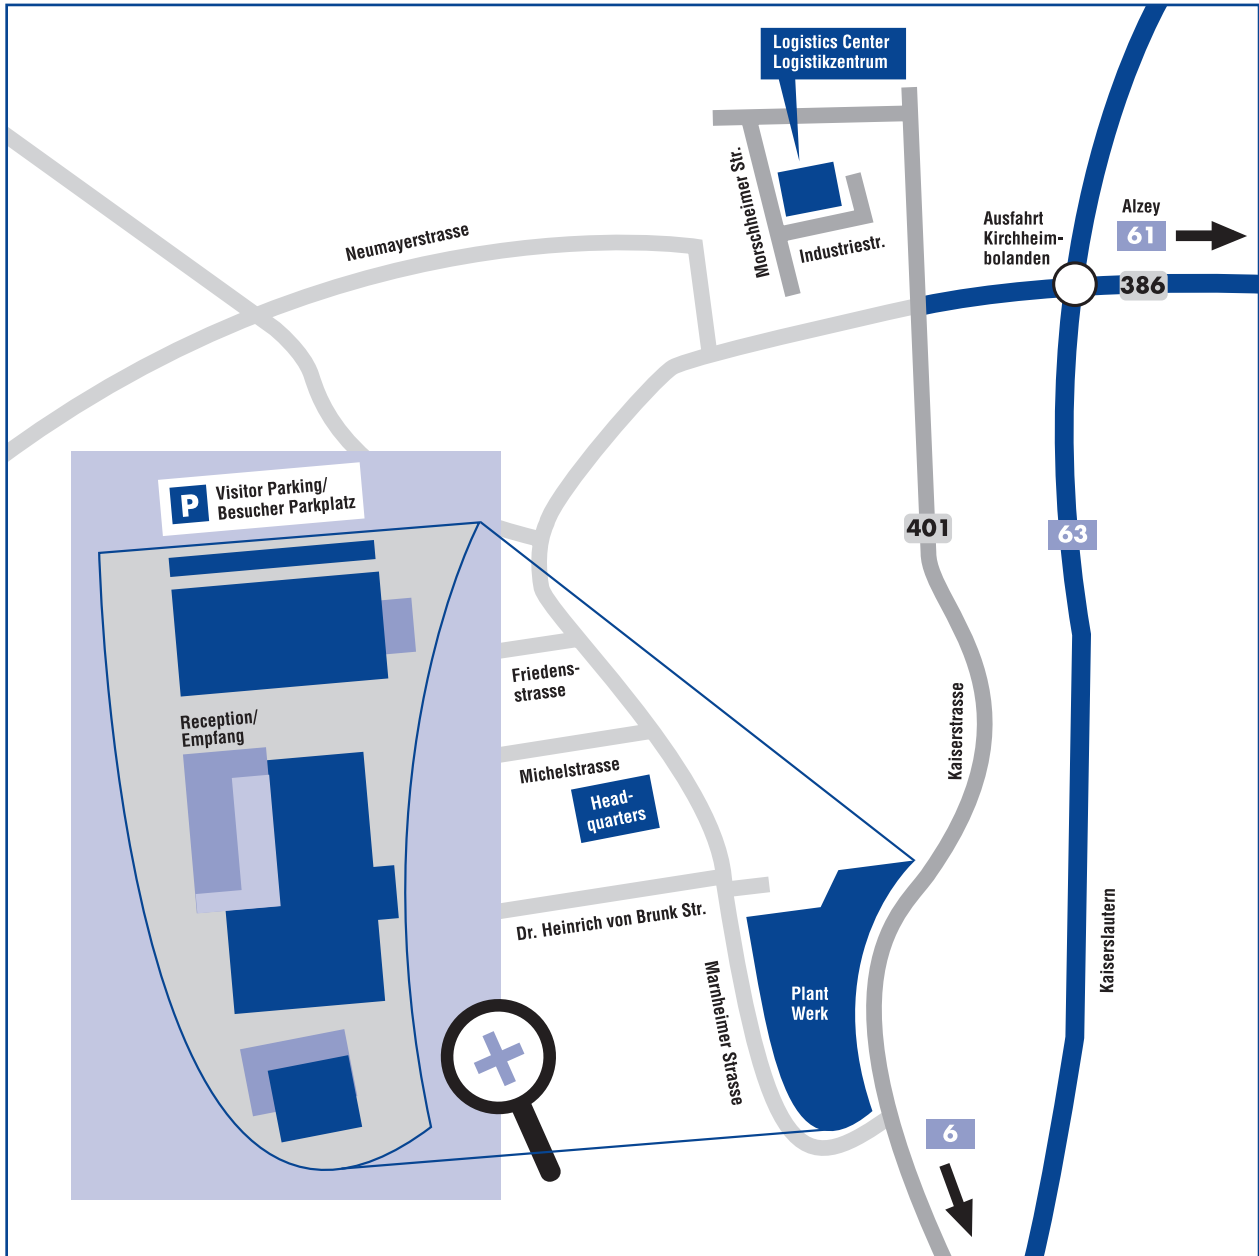 Logistics Center
Logistikzentrum
Morschheimer Str.
Industriestr.
Neumayerstrasse
Ausfahrt
Kirchheim-
bolanden
Alzey
61
386
P
Visitor Parking/
Besucher Parkplatz
401
63
Reception/
Empfang
Friedens-
strasse
Michelstrasse
Head-
quarters
Kaiserstrasse
Dr. Heinrich von Brunk Str.
Marnheimer Strasse
Plant
Werk
Kaiserslautern
6